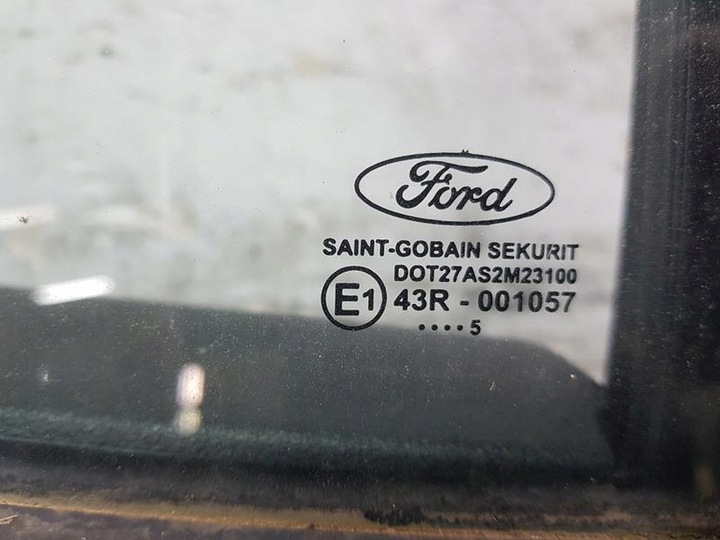 Ford
SAINT-GOBAIN SEKURIT
DOT27AS2M23100
E1 43R - 001057
....5